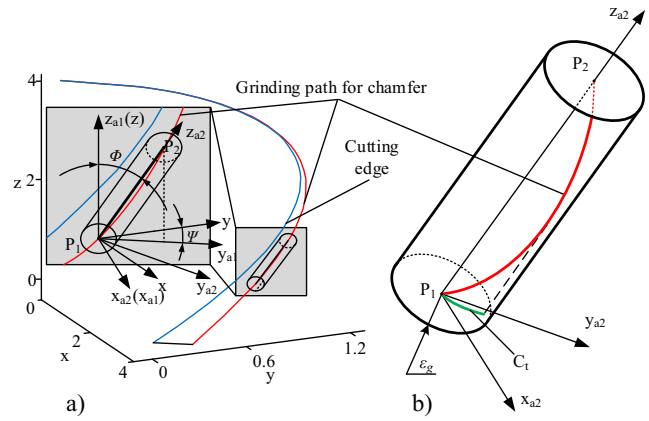 z_a2
P_2
4
Grinding path for chamfer
z_a1(z)
z_a2
P_2
Φ
Cutting
edge
z
2
y
P_1
Ψ
y_a1
P_1
0
x
y_a2
x_a2(x_a1)
y_a2
0
ε_g
C_t
x
2
1.2
0.6
x_a2
4
0
y
a)
b)